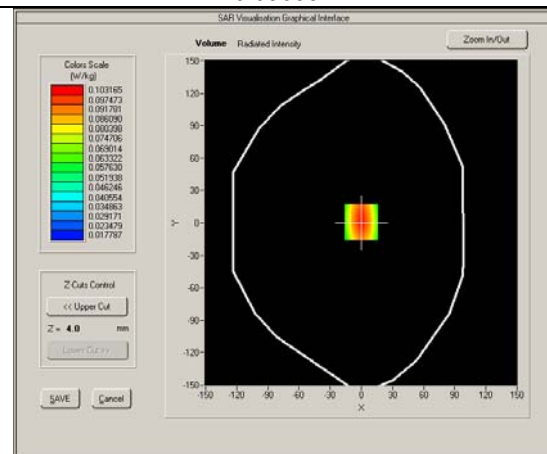 SAR Visualisation Graphical Interface
Volume Radiated Intensity
Zoom In/Out
Colors Scale
(W/kg)
0.103165
0.097473
0.091781
0.086090
0.080398
0.074706
0.069014
0.063322
0.057630
0.051938
0.046246
0.040554
0.034863
0.029171
0.023479
0.017787
Z-Cuts Control
<< Upper Cut
Z = 4.0 mm
Lower Cut >>
SAVE Cancel
150
120
90
60
30
0
-30
-60
-90
-120
-150
Y
-150 -120 -90 -60 -30 0 30 60 90 120 150
X